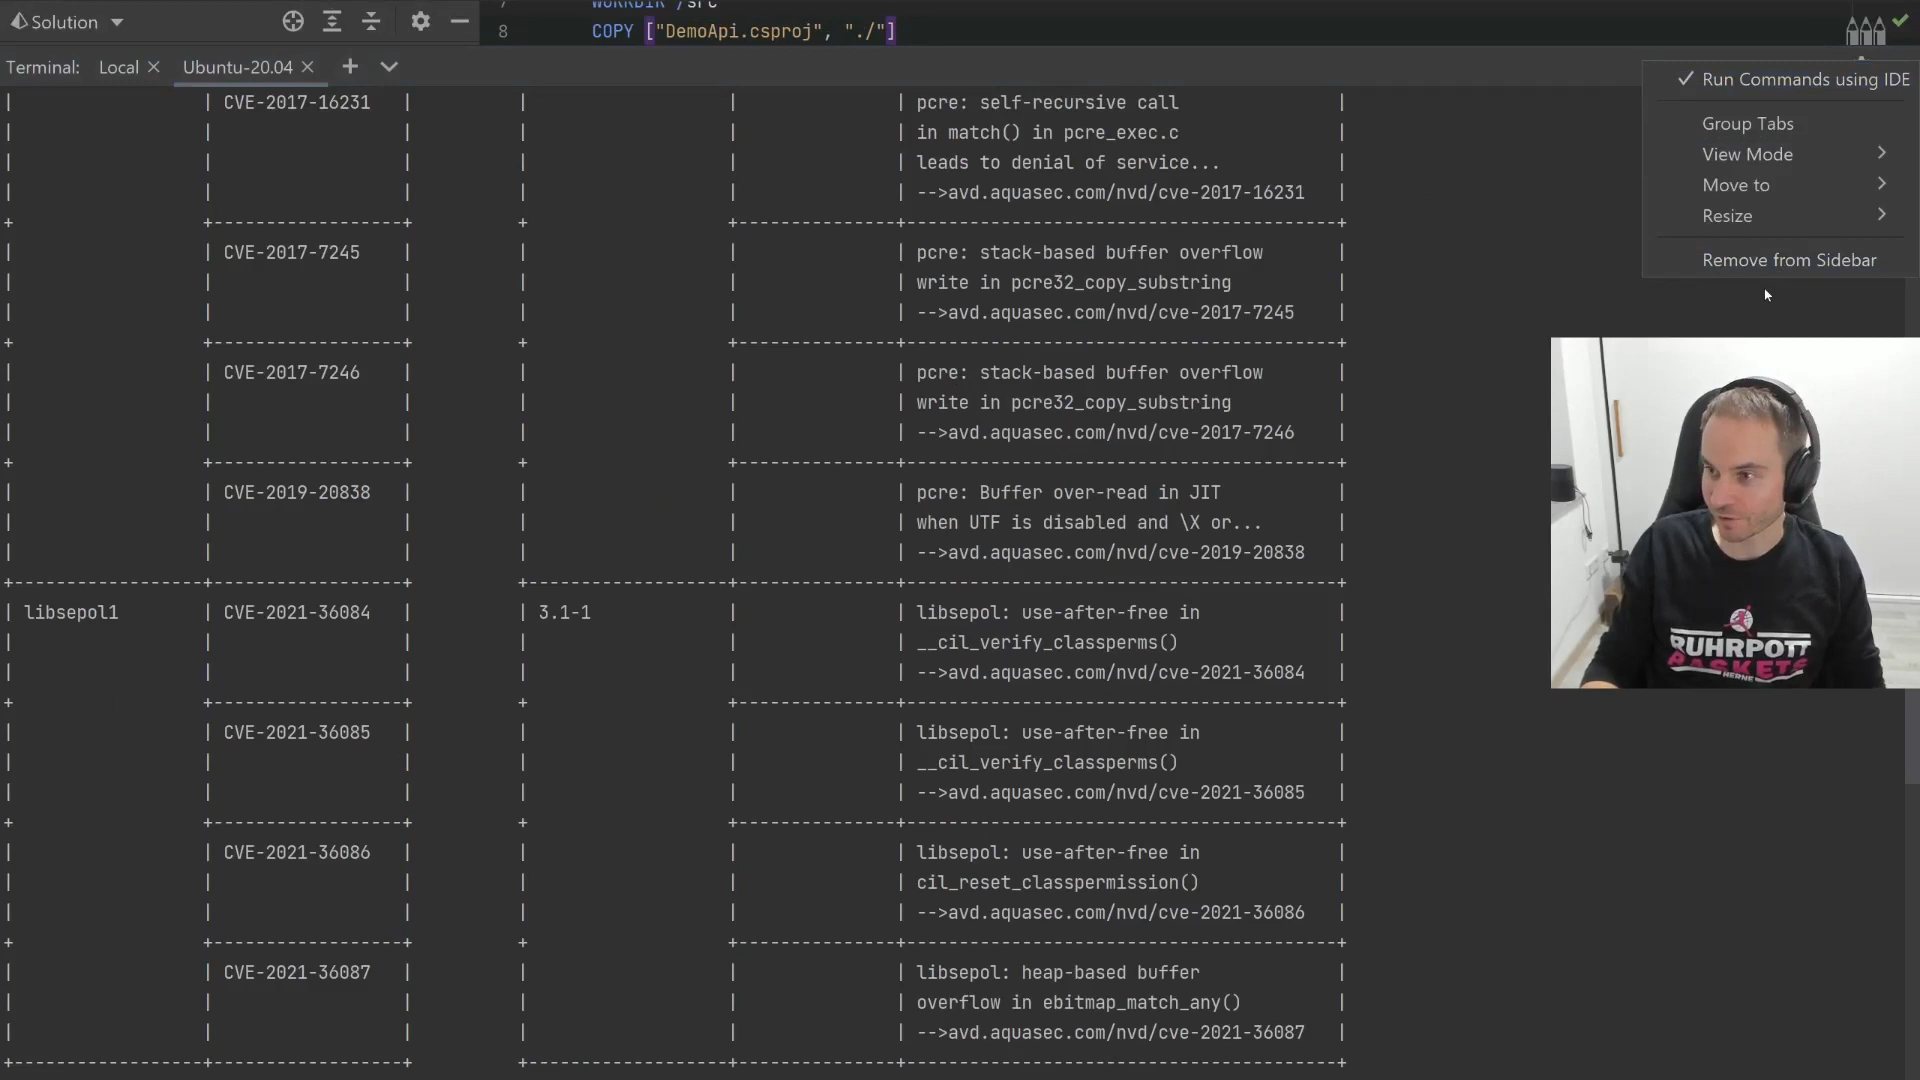 Solution
7 WORKDIR /src
8 COPY ["DemoApi.csproj", "./"]
Terminal: Local Ubuntu-20.04
Run Commands using IDE
Group Tabs
View Mode
Move to
Resize
Remove from Sidebar
| | CVE-2017-16231 | | | pcre: self-recursive call |
| | | | | in match() in pcre_exec.c |
| | | | | leads to denial of service... |
| | | | | -->avd.aquasec.com/nvd/cve-2017-16231 |
+ +-------------------+ + +----------------+-----------------------------------------+
| | CVE-2017-7245 | | | pcre: stack-based buffer overflow |
| | | | | write in pcre32_copy_substring |
| | | | | -->avd.aquasec.com/nvd/cve-2017-7245 |
+ +-------------------+ + +----------------+-----------------------------------------+
| | CVE-2017-7246 | | | pcre: stack-based buffer overflow |
| | | | | write in pcre32_copy_substring |
| | | | | -->avd.aquasec.com/nvd/cve-2017-7246 |
+ +-------------------+ + +----------------+-----------------------------------------+
| | CVE-2019-20838 | | | pcre: Buffer over-read in JIT |
| | | | | when UTF is disabled and \X or... |
| | | | | -->avd.aquasec.com/nvd/cve-2019-20838 |
+------------------+-------------------+ +-------------------+----------------+-----------------------------------------+
| libsepol1 | CVE-2021-36084 | | 3.1-1 | | libsepol: use-after-free in |
| | | | | __cil_verify_classperms() |
| | | | | -->avd.aquasec.com/nvd/cve-2021-36084 |
+ +-------------------+ + +----------------+-----------------------------------------+
| | CVE-2021-36085 | | | libsepol: use-after-free in |
| | | | | __cil_verify_classperms() |
| | | | | -->avd.aquasec.com/nvd/cve-2021-36085 |
+ +-------------------+ + +----------------+-----------------------------------------+
| | CVE-2021-36086 | | | libsepol: use-after-free in |
| | | | | cil_reset_classpermission() |
| | | | | -->avd.aquasec.com/nvd/cve-2021-36086 |
+ +-------------------+ + +----------------+-----------------------------------------+
| | CVE-2021-36087 | | | libsepol: heap-based buffer |
| | | | | overflow in ebitmap_match_any() |
| | | | | -->avd.aquasec.com/nvd/cve-2021-36087 |
+------------------+-------------------+ +-------------------+----------------+-----------------------------------------+
RUHRPOTT
BASKETS
HERNE